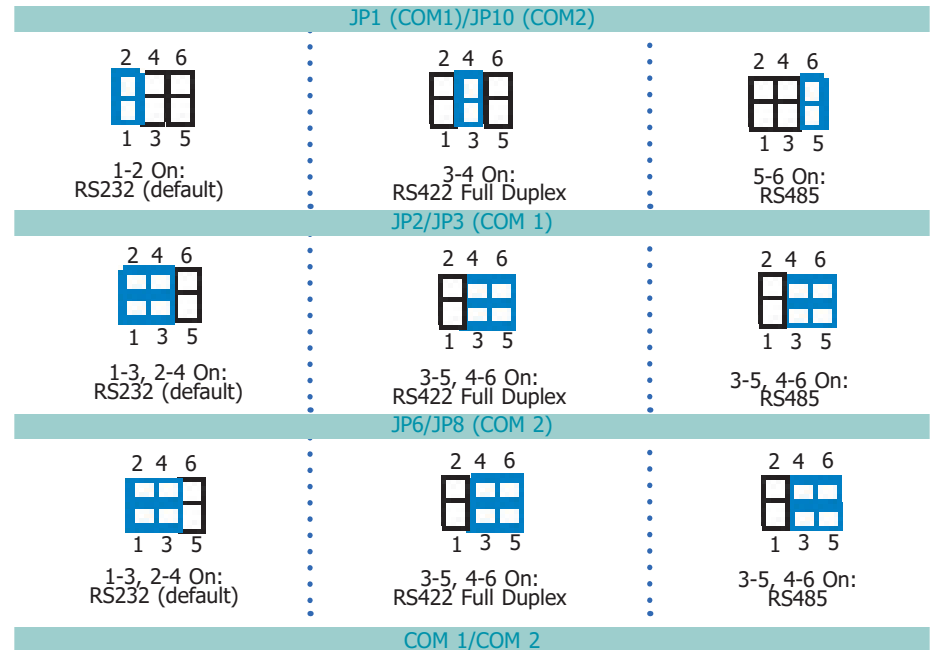 JP1 (COM1)/JP10 (COM2)
2 4 6
1 3 5
1-2 On:
RS232 (default)
2 4 6
1 3 5
3-4 On:
RS422 Full Duplex
2 4 6
1 3 5
5-6 On:
RS485
JP2/JP3 (COM 1)
2 4 6
1 3 5
1-3, 2-4 On:
RS232 (default)
2 4 6
1 3 5
3-5, 4-6 On:
RS422 Full Duplex
2 4 6
1 3 5
3-5, 4-6 On:
RS485
JP6/JP8 (COM 2)
2 4 6
1 3 5
1-3, 2-4 On:
RS232 (default)
2 4 6
1 3 5
3-5, 4-6 On:
RS422 Full Duplex
2 4 6
1 3 5
3-5, 4-6 On:
RS485
COM 1/COM 2